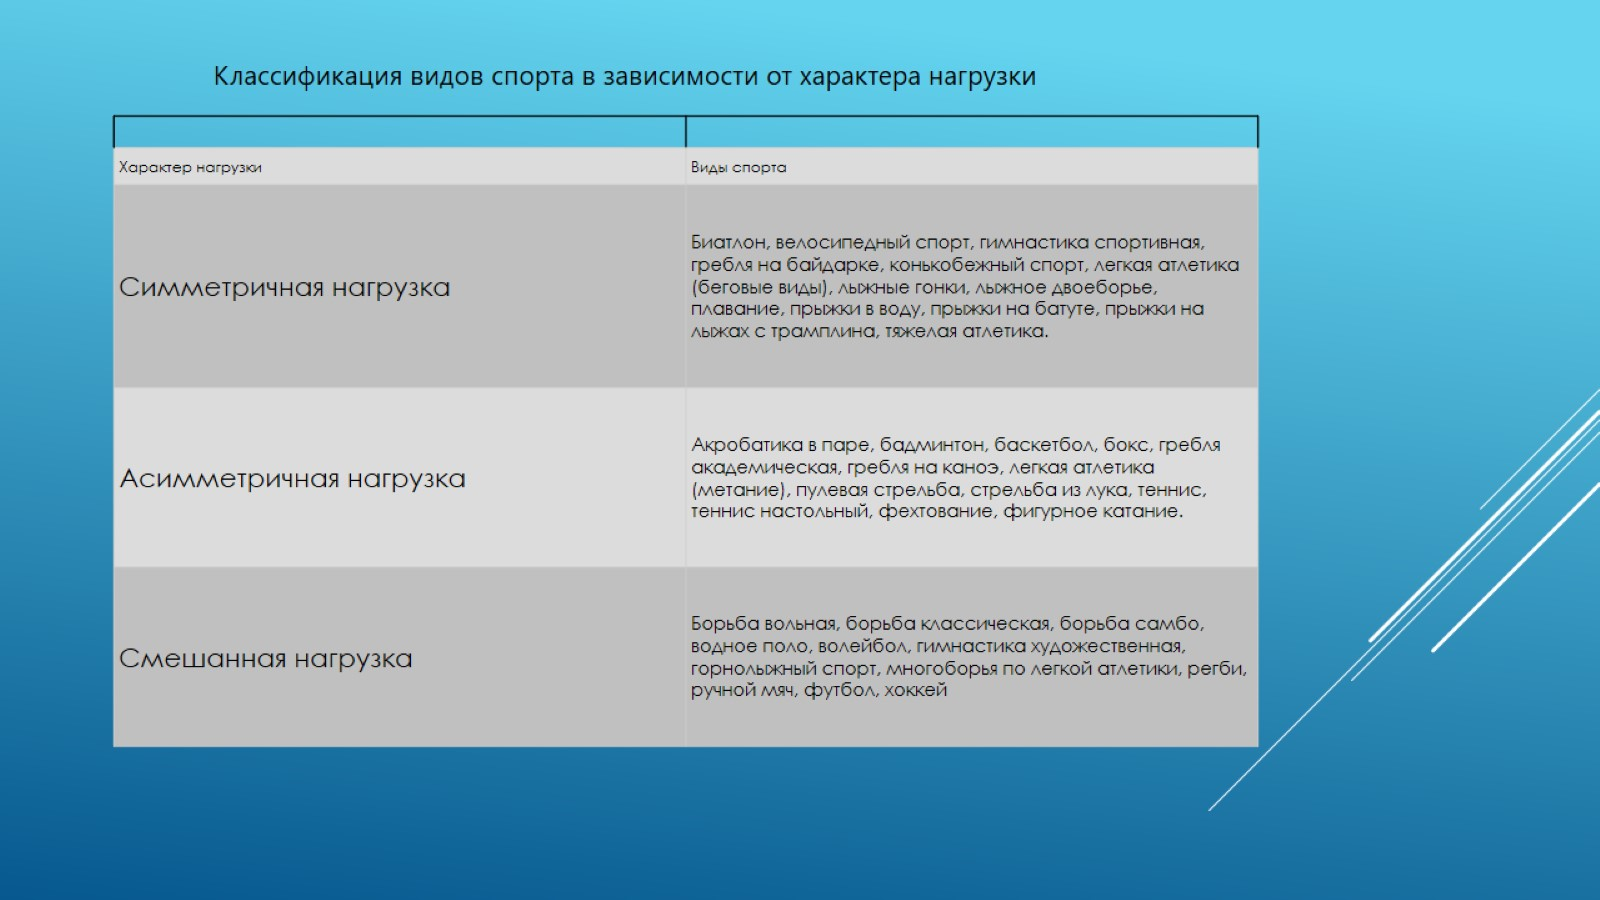 Классификация видов спорта в зависимости от характера нагрузки
Характер нагрузки
Виды спорта
Симметричная нагрузка
Биатлон, велосипедный спорт, гимнастика спортивная,
гребля на байдарке, конькобежный спорт, легкая атлетика
(беговые виды), лыжные гонки, лыжное двоеборье,
плавание, прыжки в воду, прыжки на батуте, прыжки на
лыжах с трамплина, тяжелая атлетика.
Асимметричная нагрузка
Акробатика в паре, бадминтон, баскетбол, бокс, гребля
академическая, гребля на каноэ, легкая атлетика
(метание), пулевая стрельба, стрельба из лука, теннис,
теннис настольный, фехтование, фигурное катание.
Смешанная нагрузка
Борьба вольная, борьба классическая, борьба самбо,
водное поло, волейбол, гимнастика художественная,
горнолыжный спорт, многоборья по легкой атлетики, регби,
ручной мяч, футбол, хоккей